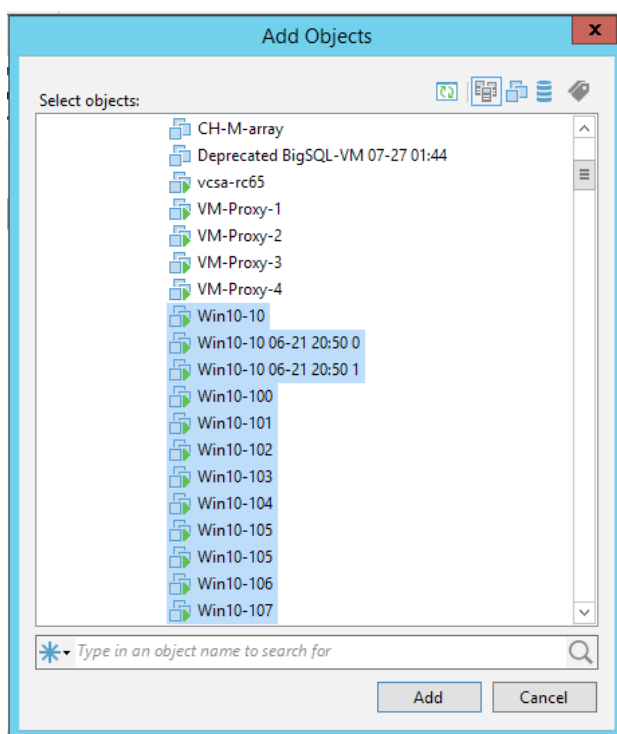 Add Objects
x
Select objects:
CH-M-array
Deprecated BigSQL-VM 07-27 01:44
vcsa-rc65
VM-Proxy-1
VM-Proxy-2
VM-Proxy-3
VM-Proxy-4
Win10-10
Win10-10 06-21 20:50 0
Win10-10 06-21 20:50 1
Win10-100
Win10-101
Win10-102
Win10-103
Win10-104
Win10-105
Win10-105
Win10-106
Win10-107
Type in an object name to search for
Add Cancel